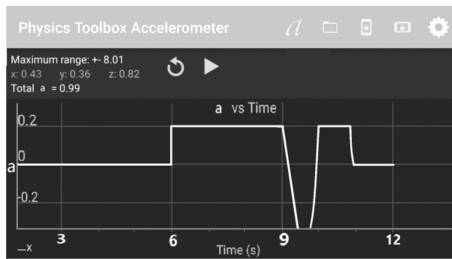 Physics Toolbox Accelerometer
Maximum range: +- 8.01
x: 0.43 y: 0.36 z: 0.82
Total a = 0.99
a vs Time
0.2
0
a
-0.2
3 6 9 12
—X
Time (s)